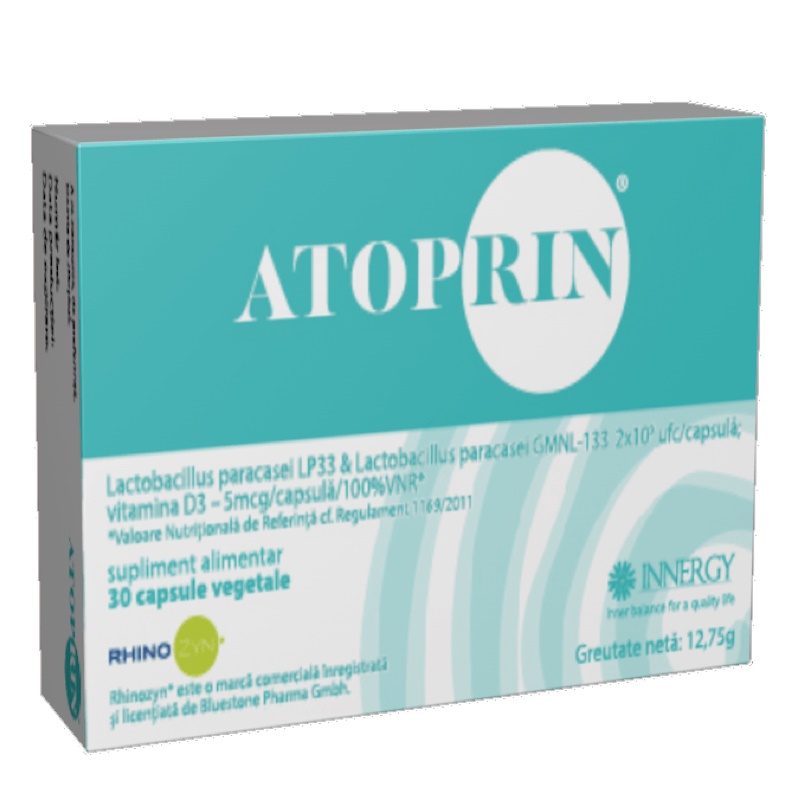 ATOPRIN®
Lactobacillus paracasei LP33 & Lactobacillus paracasei GMNL-133 2x10⁹ ufc/capsulă;
vitamina D3 – 5mcg/capsulă/100%VNR*
*Valoare Nutrițională de Referință cf. Regulament 1169/2011
supliment alimentar
30 capsule vegetale
INNERGY
Inner balance for a quality life
RHINOZYN®
Greutate netă: 12,75g
Rhinozyn® este o marcă comercială înregistrată
și licențiată de Bluestone Pharma Gmbh.
ATOPRIN